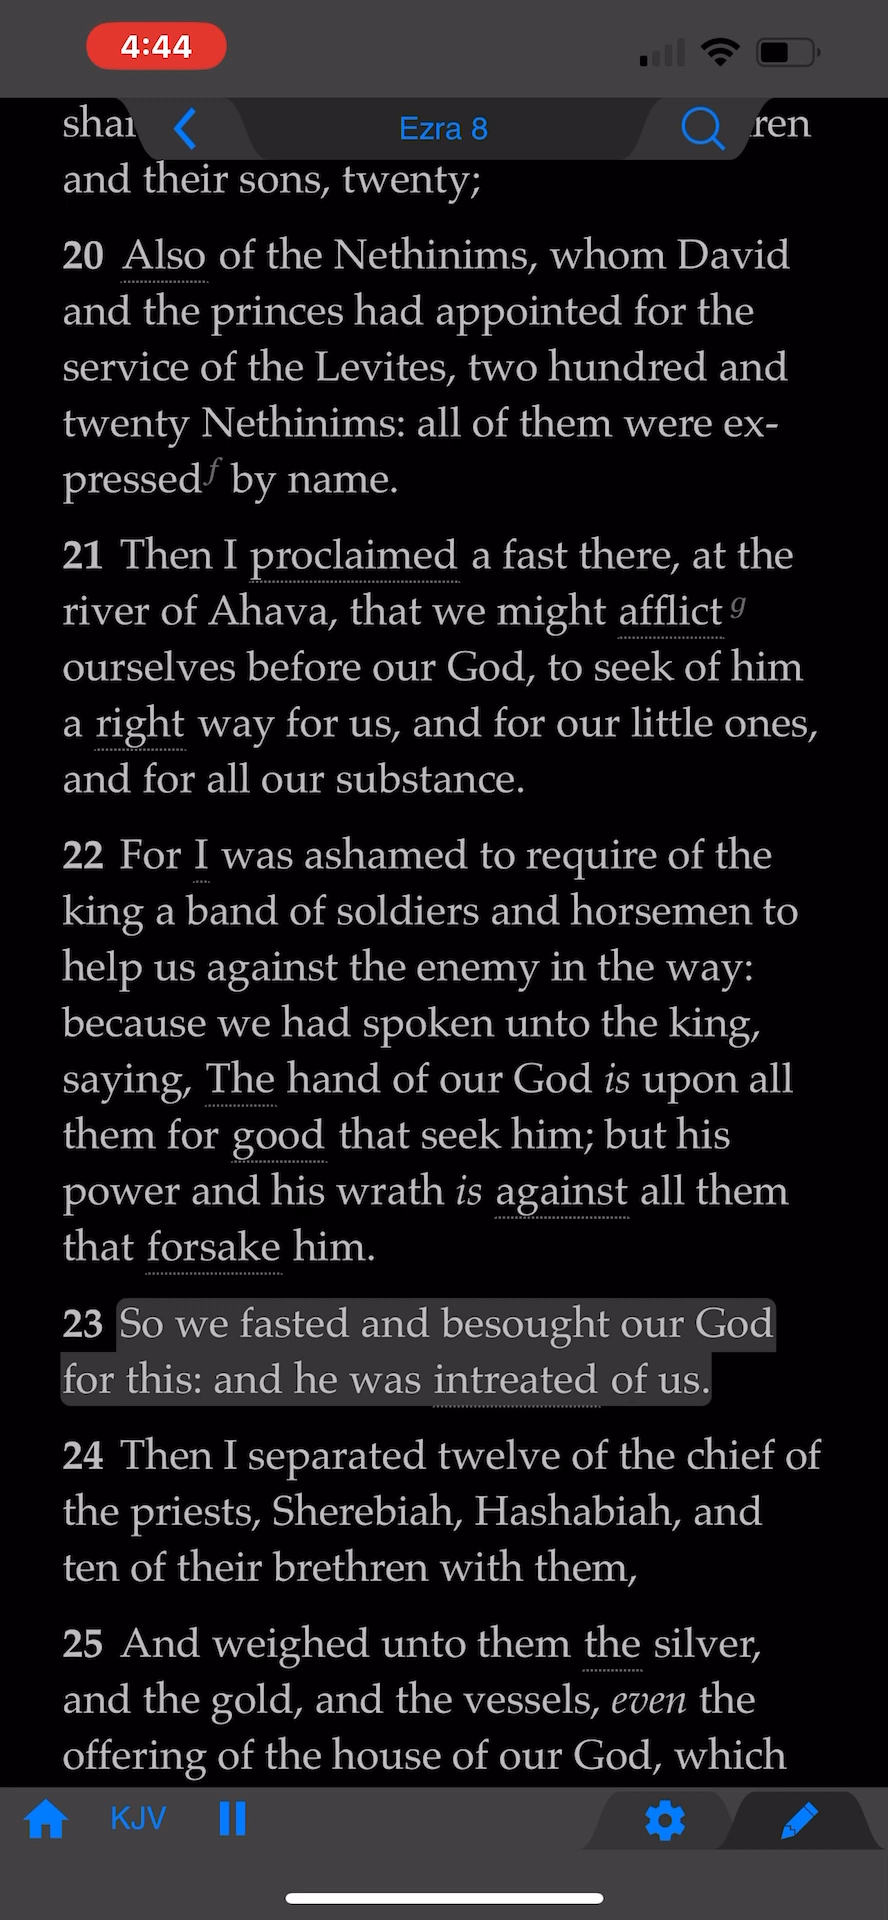 4:44
Ezra 8
and their sons, twenty;
20 Also of the Nethinims, whom David
and the princes had appointed for the
service of the Levites, two hundred and
twenty Nethinims: all of them were ex-
pressed f by name.
21 Then I proclaimed a fast there, at the
river of Ahava, that we might afflict g
ourselves before our God, to seek of him
a right way for us, and for our little ones,
and for all our substance.
22 For I was ashamed to require of the
king a band of soldiers and horsemen to
help us against the enemy in the way:
because we had spoken unto the king,
saying, The hand of our God is upon all
them for good that seek him; but his
power and his wrath is against all them
that forsake him.
23 So we fasted and besought our God
for this: and he was intreated of us.
24 Then I separated twelve of the chief of
the priests, Sherebiah, Hashabiah, and
ten of their brethren with them,
25 And weighed unto them the silver,
and the gold, and the vessels, even the
offering of the house of our God, which
KJV